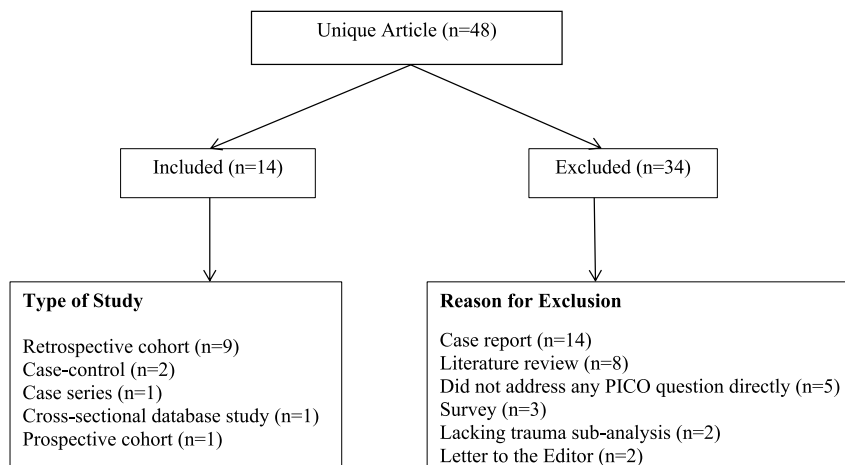 Unique Article (n=48)
Included (n=14)
Excluded (n=34)
Type of Study
Retrospective cohort (n=9)
Case-control (n=2)
Case series (n=1)
Cross-sectional database study (n=1)
Prospective cohort (n=1)
Reason for Exclusion
Case report (n=14)
Literature review (n=8)
Did not address any PICO question directly (n=5)
Survey (n=3)
Lacking trauma sub-analysis (n=2)
Letter to the Editor (n=2)